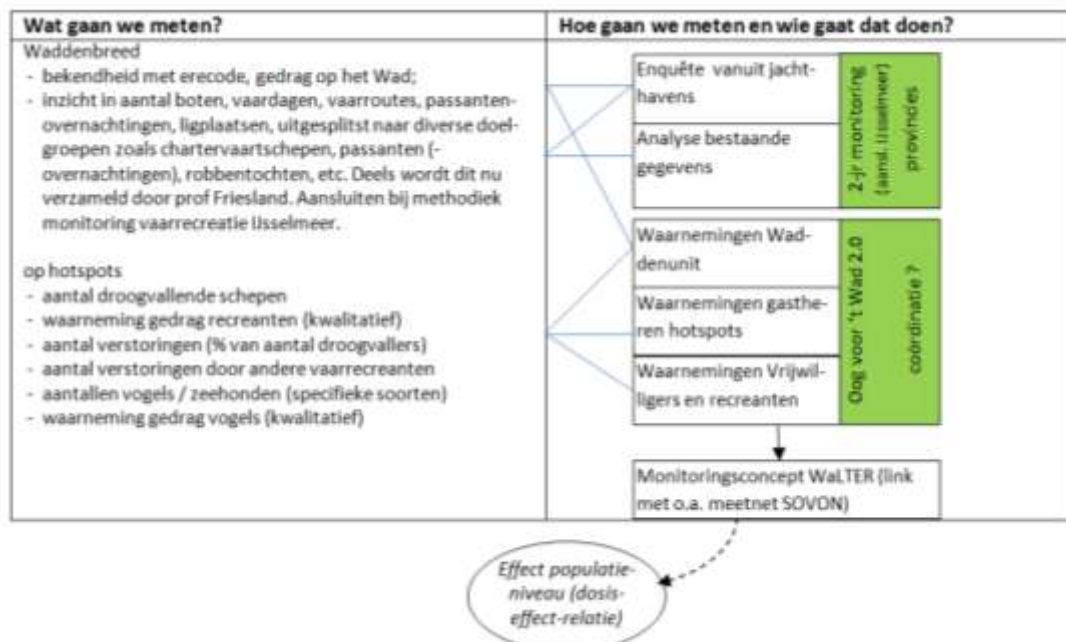 Wat gaan we meten?
Waddenbreed
- bekendheid met erecode, gedrag op het Wad;
- inzicht in aantal boten, vaardagen, vaarroutes, passanten-
overnachtingen, ligplaatsen, uitgesplitst naar diverse doel-
groepen zoals chartervaartschepen, passanten (-
overnachtingen), robbentochten, etc. Deels wordt dit nu
verzameld door prof Friesland. Aansluiten bij methodiek
monitoring vaarrecreatie IJsselmeer.
op hotspots
- aantal droogvallende schepen
- waarneming gedrag recreanten (kwalitatief)
- aantal verstoringen (% van aantal droogvallers)
- aantal verstoringen door andere vaarrecreanten
- aantallen vogels / zeehonden (specifieke soorten)
- waarneming gedrag vogels (kwalitatief)
Hoe gaan we meten en wie gaat dat doen?
Enquête vanuit jacht-
havens
Analyse bestaande
gegevens
2-jr monitoring
(aansl. IJsselmeer)
provincies
Waarnemingen Wad-
denunit
Waarnemingen gasthe-
ren hotspots
Waarnemingen Vrijwil-
ligers en recreanten
Oog voor 't Wad 2.0
coördinatie ?
Monitoringsconcept WaLTER (link
met o.a. meetnet SOVON)
Effect populatie-
niveau (dosis-
effect-relatie)